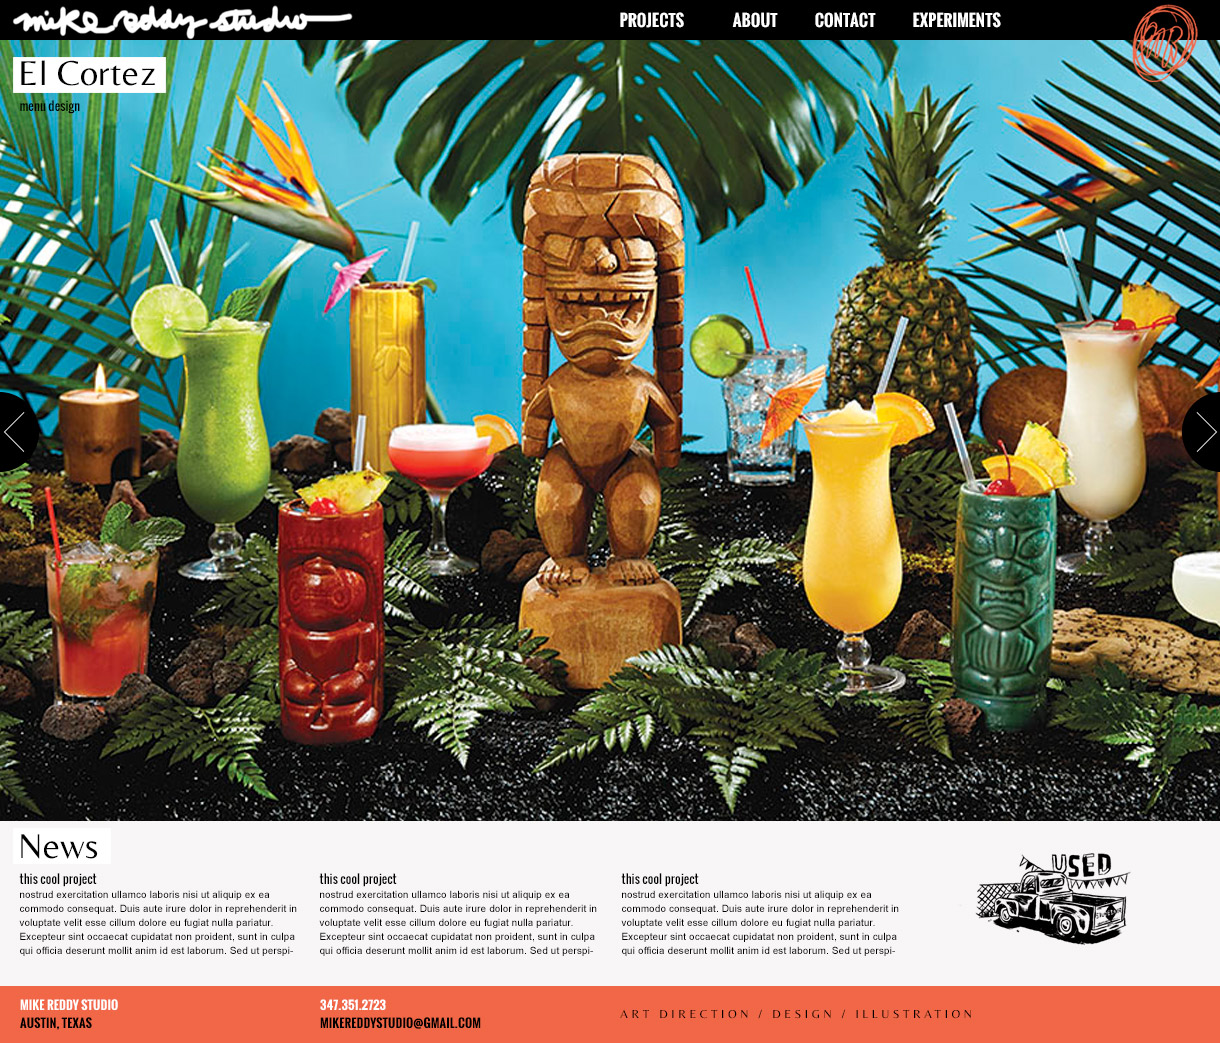 mike reddy studio
PROJECTS ABOUT CONTACT EXPERIMENTS
MR
El Cortez
menu design
News
this cool project
nostrud exercitation ullamco laboris nisi ut aliquip ex ea
commodo consequat. Duis aute irure dolor in reprehenderit in
voluptate velit esse cillum dolore eu fugiat nulla pariatur.
Excepteur sint occaecat cupidatat non proident, sunt in culpa
qui officia deserunt mollit anim id est laborum. Sed ut perspi-
this cool project
nostrud exercitation ullamco laboris nisi ut aliquip ex ea
commodo consequat. Duis aute irure dolor in reprehenderit in
voluptate velit esse cillum dolore eu fugiat nulla pariatur.
Excepteur sint occaecat cupidatat non proident, sunt in culpa
qui officia deserunt mollit anim id est laborum. Sed ut perspi-
this cool project
nostrud exercitation ullamco laboris nisi ut aliquip ex ea
commodo consequat. Duis aute irure dolor in reprehenderit in
voluptate velit esse cillum dolore eu fugiat nulla pariatur.
Excepteur sint occaecat cupidatat non proident, sunt in culpa
qui officia deserunt mollit anim id est laborum. Sed ut perspi-
USED
MIKE REDDY STUDIO
AUSTIN, TEXAS
347.351.2723
MIKEREDDYSTUDIO@GMAIL.COM
ART DIRECTION / DESIGN / ILLUSTRATION